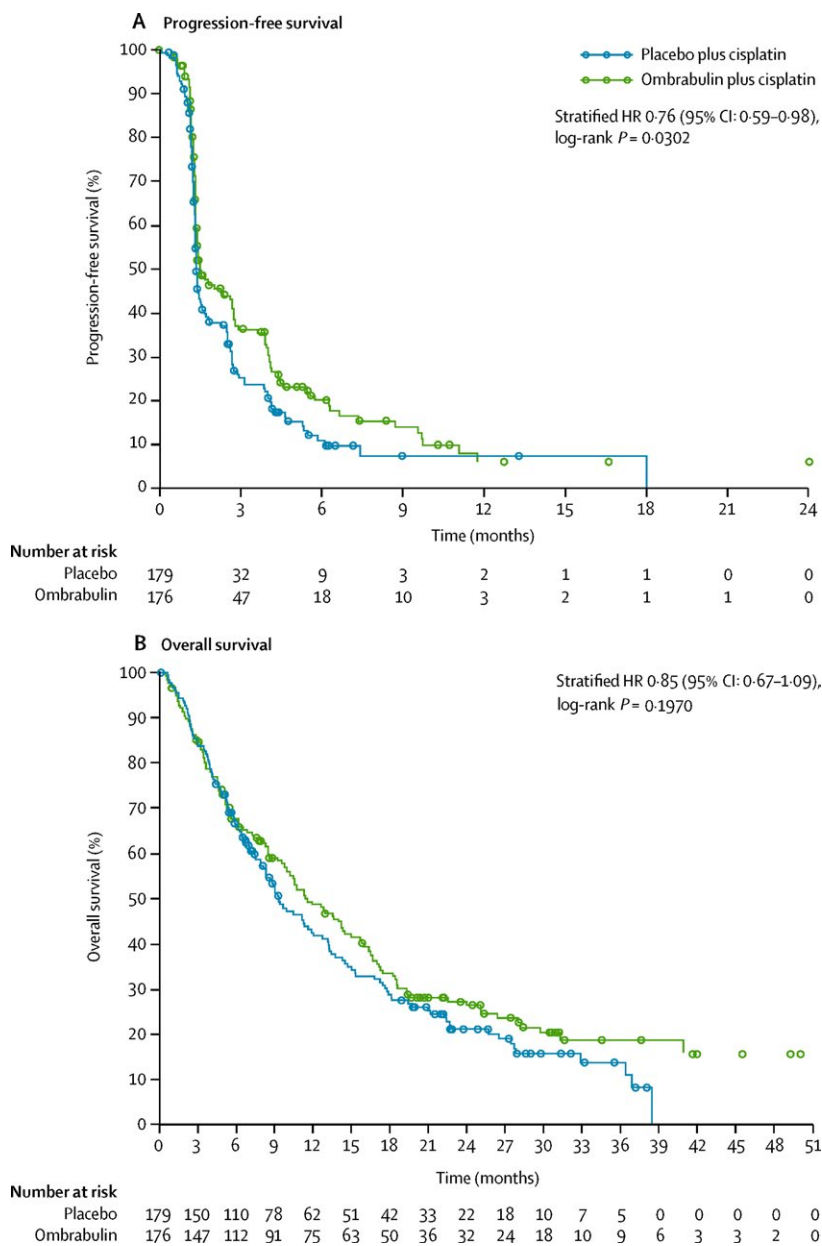 A Progression-free survival
100
90
80
70
60
50
40
30
20
10
0
Progression-free survival (%)
Placebo plus cisplatin
Ombrabulin plus cisplatin
Stratified HR 0·76 (95% CI: 0·59–0·98),
log-rank P = 0·0302
0 3 6 9 12 15 18 21 24
Time (months)
Number at risk
Placebo 179 32 9 3 2 1 1 0 0
Ombrabulin 176 47 18 10 3 2 1 1 0
B Overall survival
100
90
80
70
60
50
40
30
20
10
0
Overall survival (%)
Stratified HR 0·85 (95% CI: 0·67–1·09),
log-rank P = 0·1970
0 3 6 9 12 15 18 21 24 27 30 33 36 39 42 45 48 51
Time (months)
Number at risk
Placebo 179 150 110 78 62 51 42 33 22 18 10 7 5 0 0 0 0 0
Ombrabulin 176 147 112 91 75 63 50 36 32 24 18 10 9 6 3 3 2 0